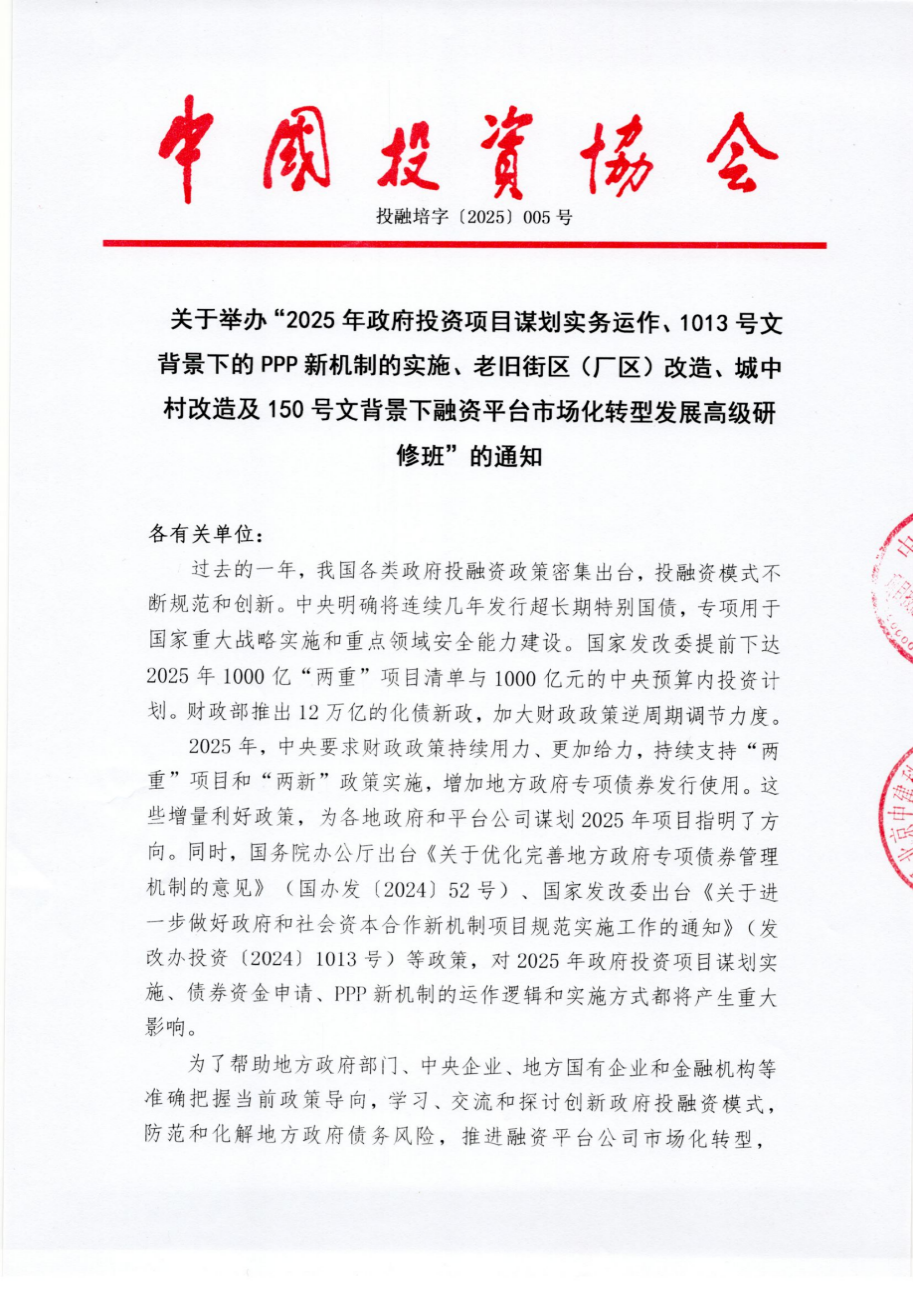 中國投資協会
投融培字〔2025〕005号
关于举办“2025年政府投资项目谋划实务运作、1013号文
背景下的PPP新机制的实施、老旧街区（厂区）改造、城中
村改造及150号文背景下融资平台市场化转型发展高级研
修班”的通知
各有关单位：
过去的一年，我国各类政府投融资政策密集出台，投融资模式不
断规范和创新。中央明确将连续几年发行超长期特别国债，专项用于
国家重大战略实施和重点领域安全能力建设。国家发改委提前下达
2025年1000亿“两重”项目清单与1000亿元的中央预算内投资计
划。财政部推出12万亿的化债新政，加大财政政策逆周期调节力度。
2025年，中央要求财政政策持续用力、更加给力，持续支持“两
重”项目和“两新”政策实施，增加地方政府专项债券发行使用。这
些增量利好政策，为各地政府和平台公司谋划2025年项目指明了方
向。同时，国务院办公厅出台《关于优化完善地方政府专项债券管理
机制的意见》（国办发〔2024〕52号）、国家发改委出台《关于进
一步做好政府和社会资本合作新机制项目规范实施工作的通知》（发
改办投资〔2024〕1013号）等政策，对2025年政府投资项目谋划实
施、债券资金申请、PPP新机制的运作逻辑和实施方式都将产生重大
影响。
为了帮助地方政府部门、中央企业、地方国有企业和金融机构等
准确把握当前政策导向，学习、交流和探讨创新政府投融资模式，
防范和化解地方政府债务风险，推进融资平台公司市场化转型，
北京中建科